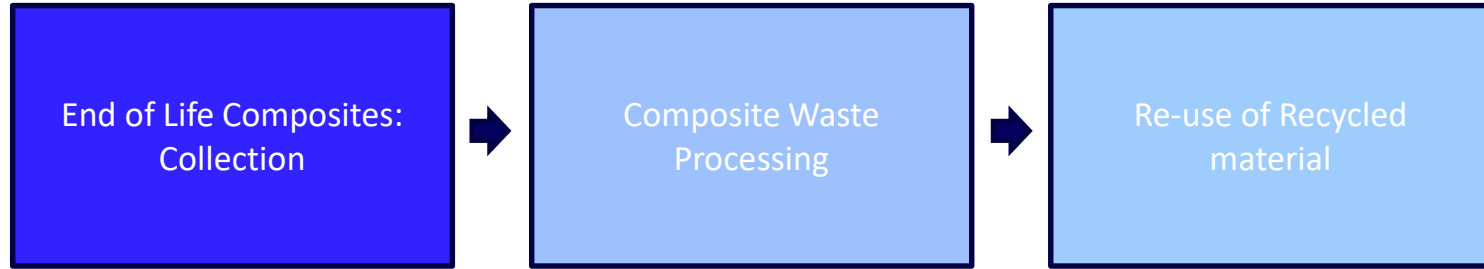 End of Life Composites:
Collection
Composite Waste
Processing
Re-use of Recycled
material